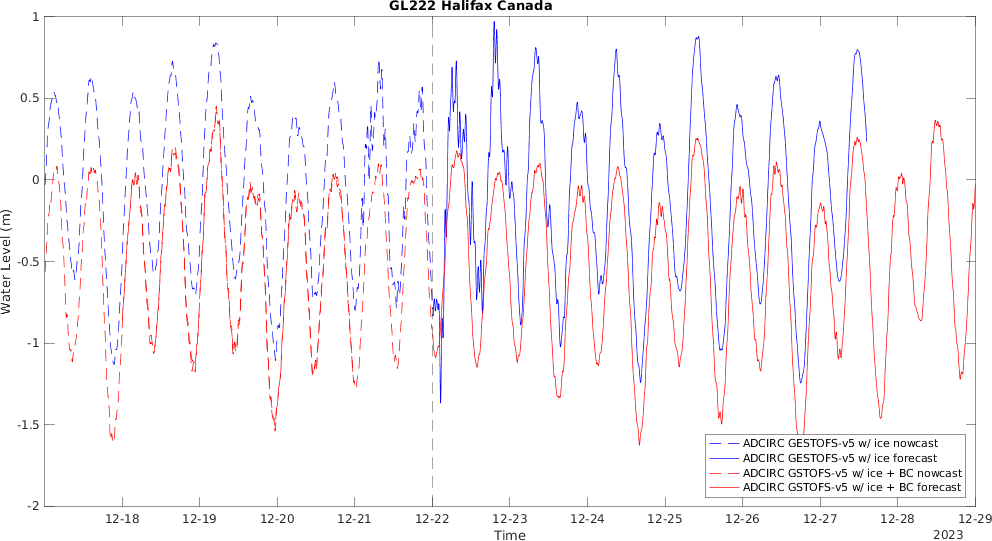 GL222 Halifax Canada
1
0.5
0
-0.5
-1
-1.5
-2
Water Level (m)
ADCIRC GESTOFS-v5 w/ ice nowcast
ADCIRC GESTOFS-v5 w/ ice forecast
ADCIRC GSTOFS-v5 w/ ice + BC nowcast
ADCIRC GSTOFS-v5 w/ ice + BC forecast
12-18 12-19 12-20 12-21 12-22 12-23 12-24 12-25 12-26 12-27 12-28 12-29
Time
2023